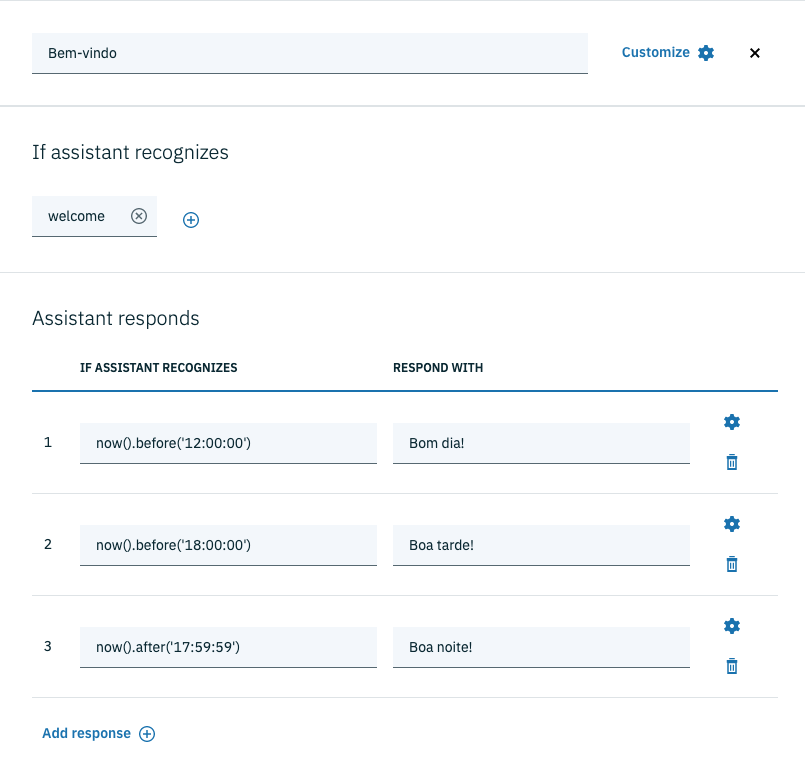 Bem-vindo
Customize
If assistant recognizes
welcome
Assistant responds
IF ASSISTANT RECOGNIZES RESPOND WITH
1 now().before('12:00:00') Bom dia!
2 now().before('18:00:00') Boa tarde!
3 now().after('17:59:59') Boa noite!
Add response